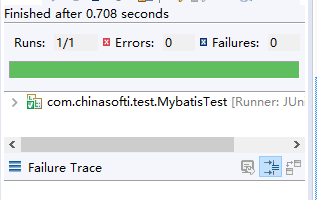 Finished after 0.708 seconds
Runs: 1/1 Errors: 0 Failures: 0
com.chinasofti.test.MybatisTest [Runner: JUni
Failure Trace